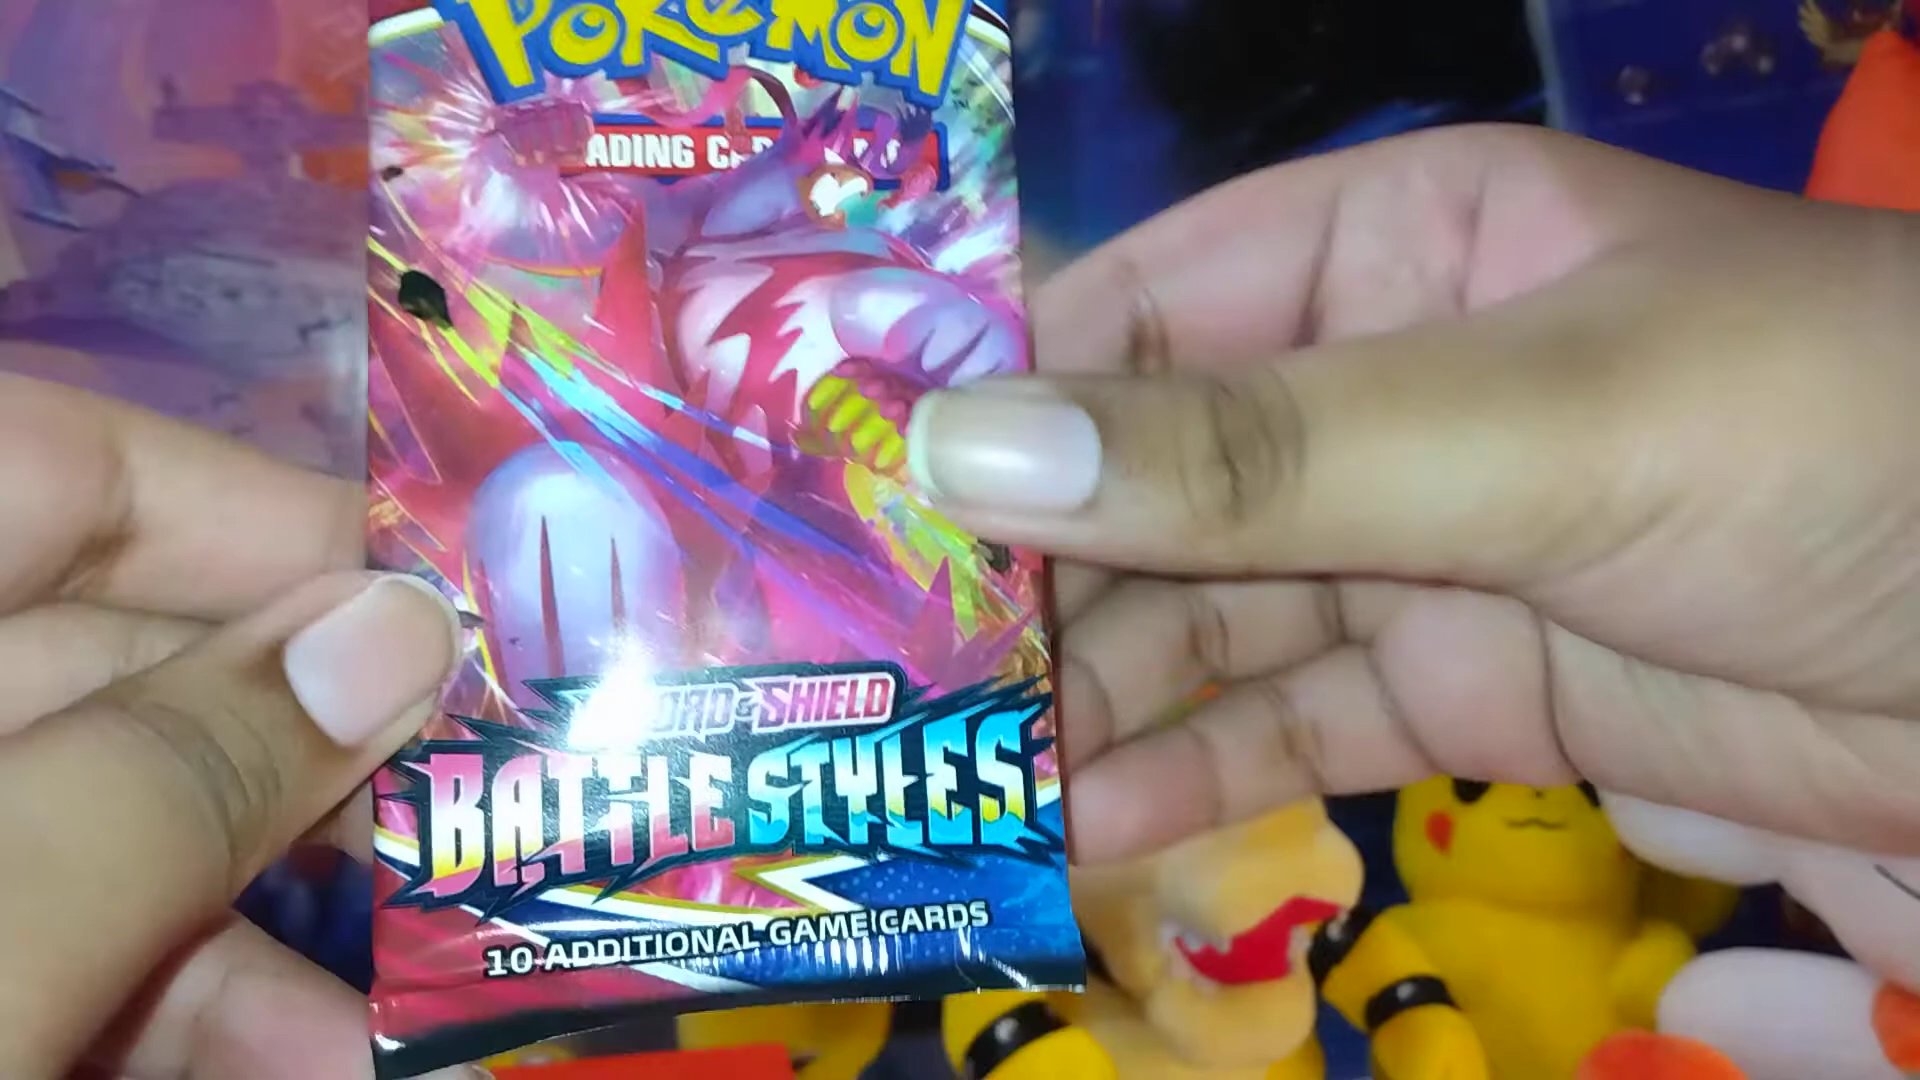 POKéMON
ADING C
ORD & SHIELD
BATTLE STYLES
10 ADDITIONAL GAME CARDS